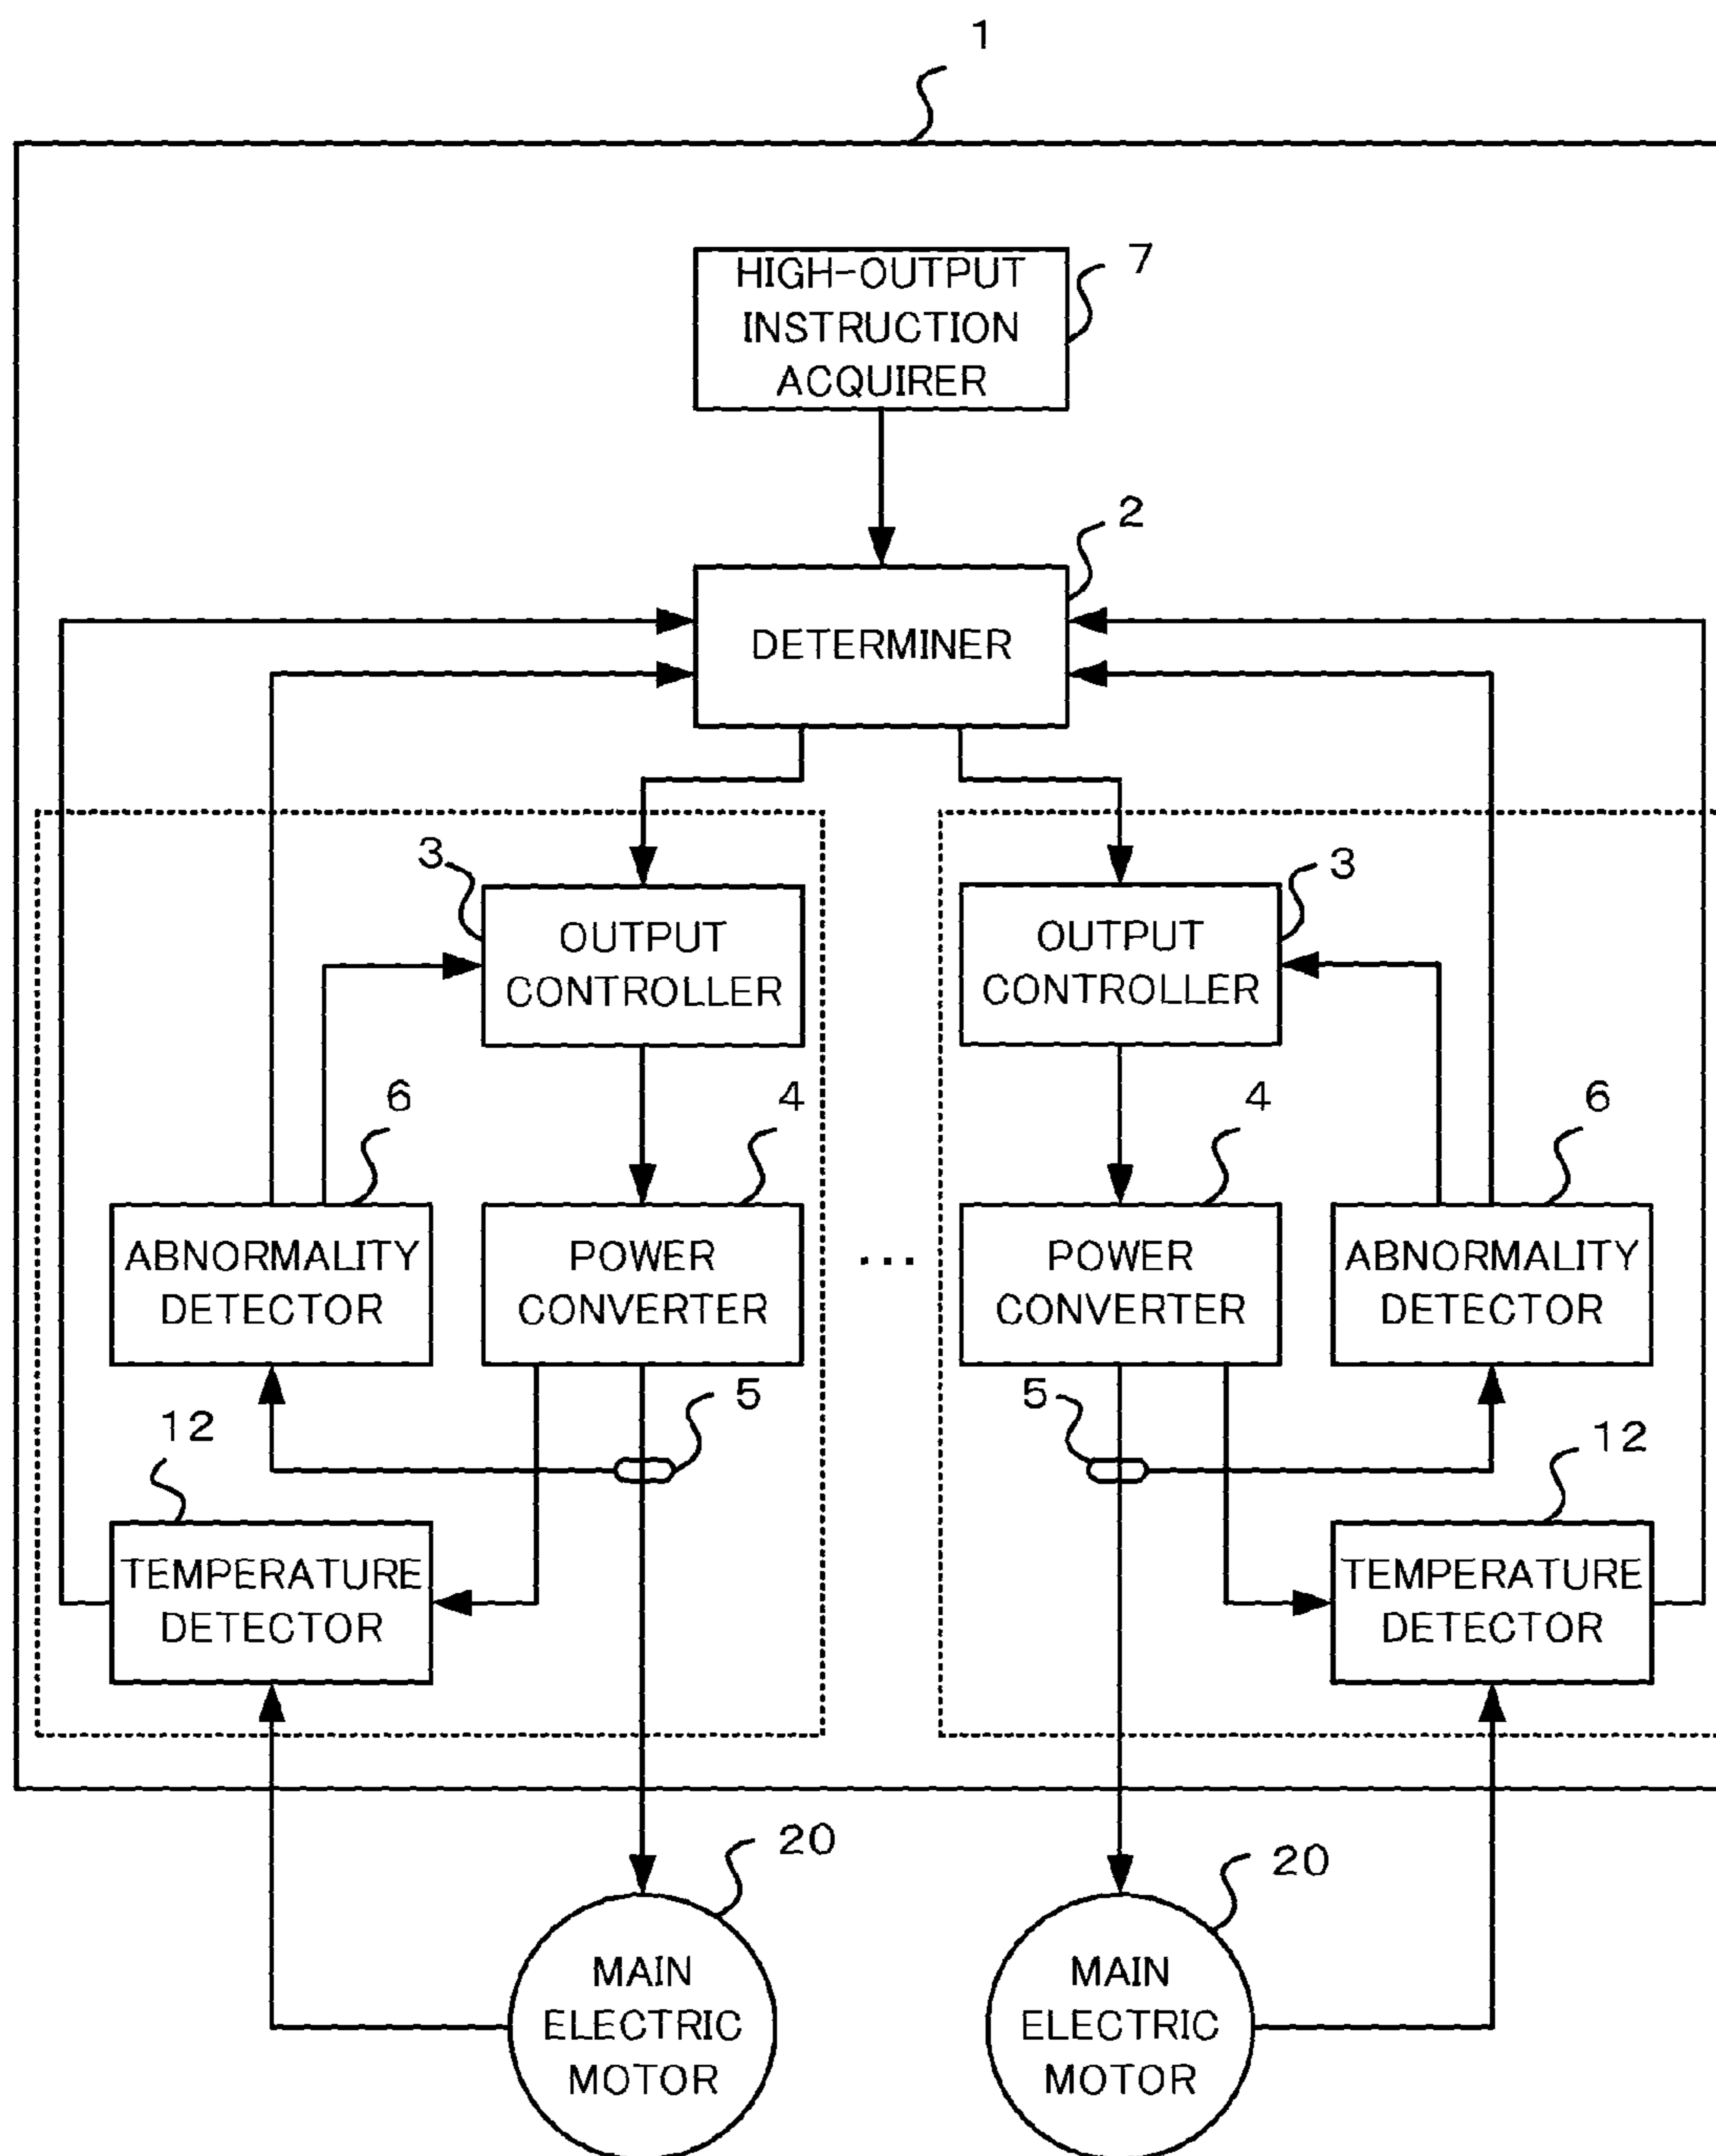 1
HIGH-OUTPUT
INSTRUCTION
ACQUIRER
7
2
DETERMINER
3
OUTPUT
CONTROLLER
OUTPUT
CONTROLLER
3
6
4
4
6
ABNORMALITY
DETECTOR
POWER
CONVERTER
...
POWER
CONVERTER
ABNORMALITY
DETECTOR
5
5
12
12
TEMPERATURE
DETECTOR
TEMPERATURE
DETECTOR
20
20
MAIN
ELECTRIC
MOTOR
MAIN
ELECTRIC
MOTOR